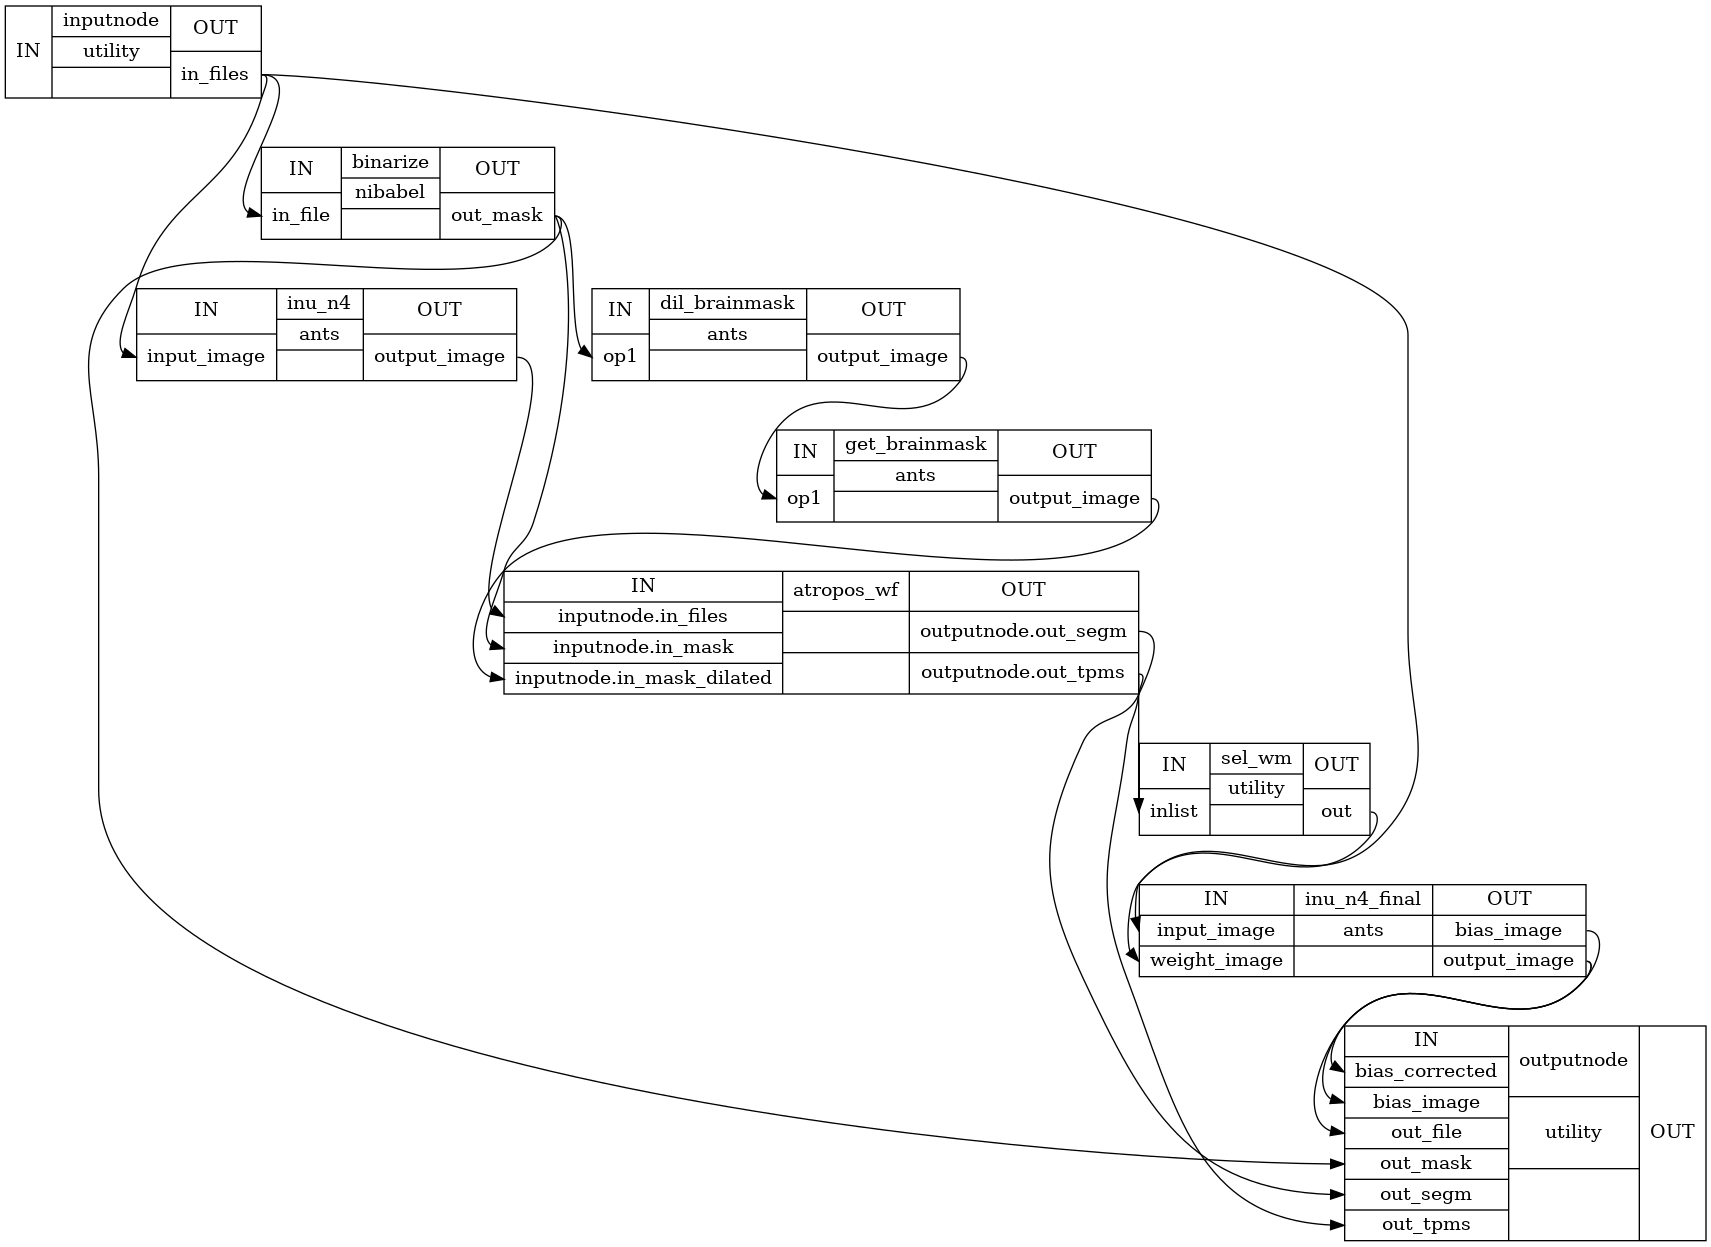 IN
inputnode
utility
OUT
in_files
IN
in_file
binarize
nibabel
OUT
out_mask
IN
input_image
inu_n4
ants
OUT
output_image
IN
op1
dil_brainmask
ants
OUT
output_image
IN
op1
get_brainmask
ants
OUT
output_image
IN
inputnode.in_files
inputnode.in_mask
inputnode.in_mask_dilated
atropos_wf
OUT
outputnode.out_segm
outputnode.out_tpms
IN
inlist
sel_wm
utility
OUT
out
IN
input_image
weight_image
inu_n4_final
ants
OUT
bias_image
output_image
IN
bias_corrected
bias_image
out_file
out_mask
out_segm
out_tpms
outputnode
utility
OUT